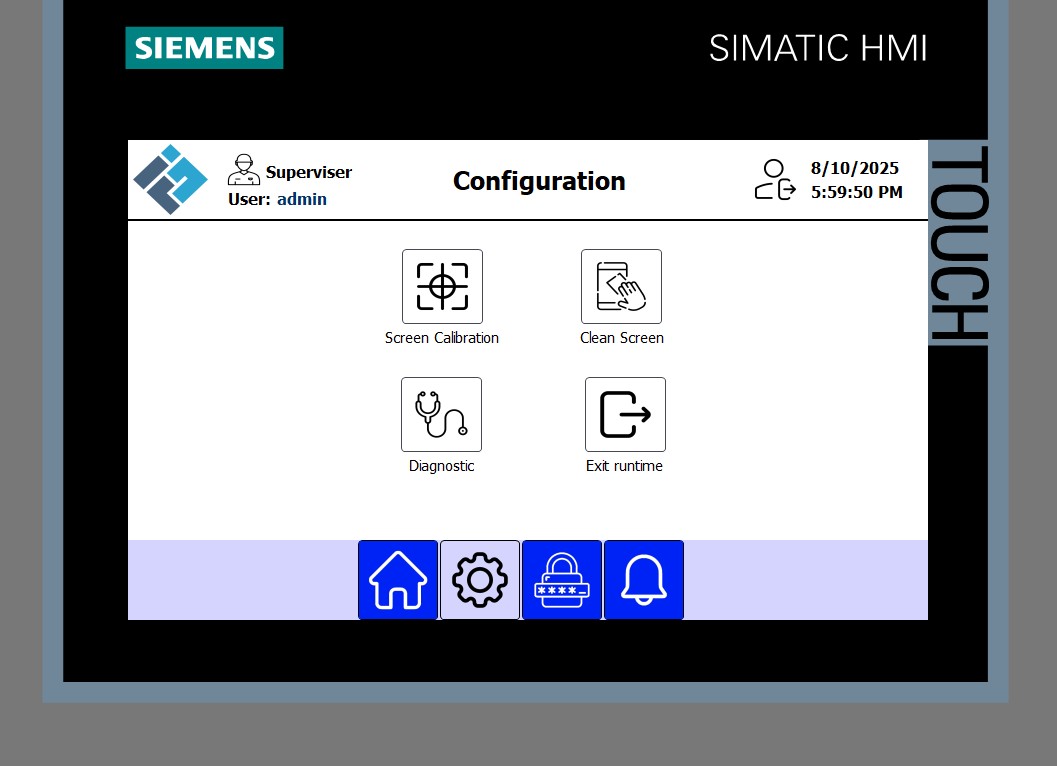 SIEMENS
SIMATIC HMI
TOUCH
Superviser
User: admin
Configuration
8/10/2025
5:59:50 PM
Screen Calibration
Clean Screen
Diagnostic
Exit runtime
****_